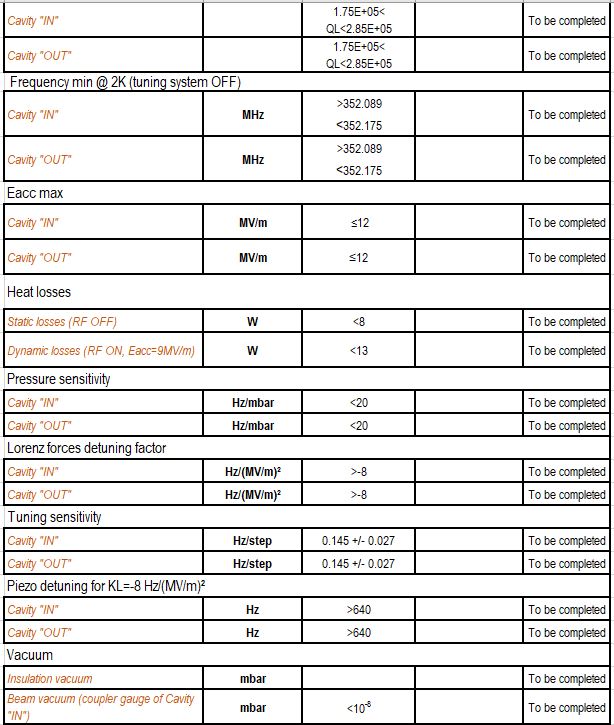 Cavity "IN" 1.75E+05< QL<2.85E+05 To be completed
Cavity "OUT" 1.75E+05< QL<2.85E+05 To be completed
Frequency min @ 2K (tuning system OFF)
Cavity "IN" MHz >352.089 <352.175 To be completed
Cavity "OUT" MHz >352.089 <352.175 To be completed
Eacc max
Cavity "IN" MV/m ≤12 To be completed
Cavity "OUT" MV/m ≤12 To be completed
Heat losses
Static losses (RF OFF) W <8 To be completed
Dynamic losses (RF ON, Eacc=9MV/m) W <13 To be completed
Pressure sensitivity
Cavity "IN" Hz/mbar <20 To be completed
Cavity "OUT" Hz/mbar <20 To be completed
Lorenz forces detuning factor
Cavity "IN" Hz/(MV/m)² >-8 To be completed
Cavity "OUT" Hz/(MV/m)² >-8 To be completed
Tuning sensitivity
Cavity "IN" Hz/step 0.145 +/- 0.027 To be completed
Cavity "OUT" Hz/step 0.145 +/- 0.027 To be completed
Piezo detuning for KL=-8 Hz/(MV/m)²
Cavity "IN" Hz >640 To be completed
Cavity "OUT" Hz >640 To be completed
Vacuum
Insulation vacuum mbar To be completed
Beam vacuum (coupler gauge of Cavity "IN") mbar <10⁻⁸ To be completed